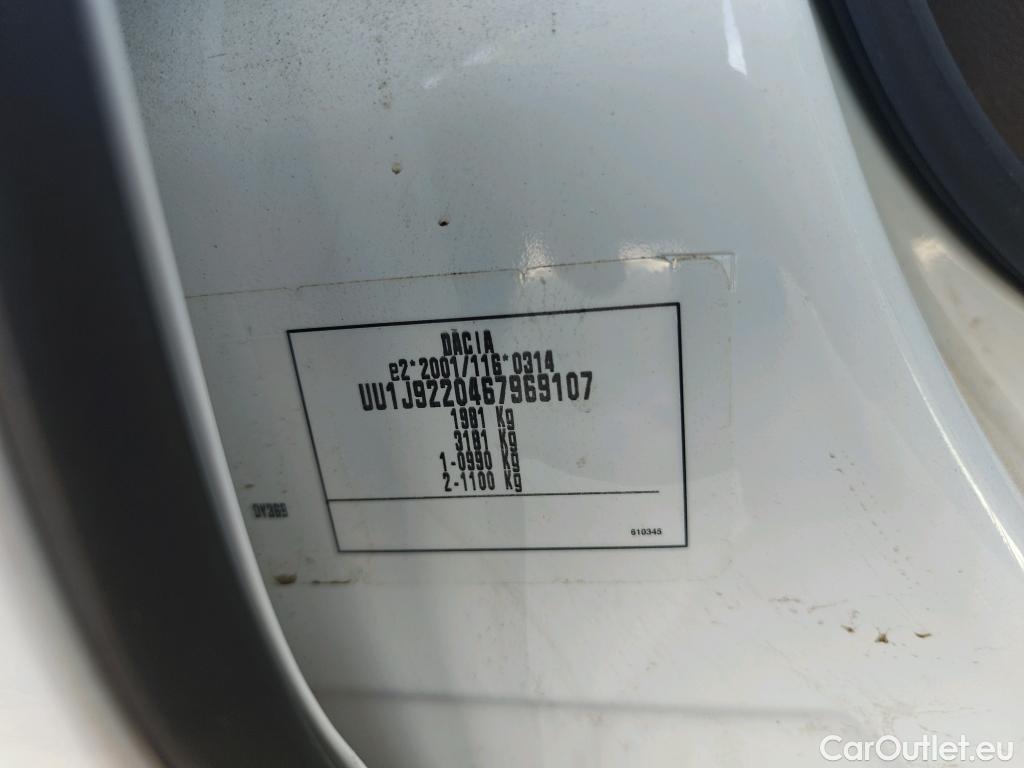 DACIA
e2*2001/116*0314
UU1J9220467969107
1981 Kg
3181 Kg
1-0990 Kg
2-1100 Kg
610345
CarOutlet.eu